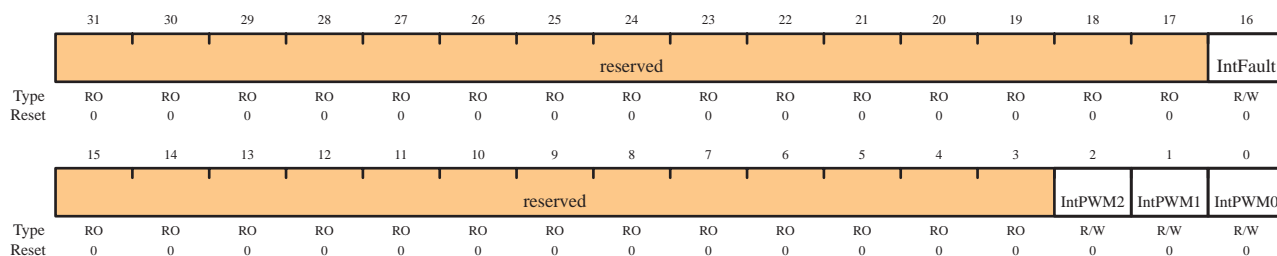 31 30 29 28 27 26 25 24 23 22 21 20 19 18 17 16
reserved IntFault
Type RO RO RO RO RO RO RO RO RO RO RO RO RO RO RO R/W
Reset 0 0 0 0 0 0 0 0 0 0 0 0 0 0 0 0
15 14 13 12 11 10 9 8 7 6 5 4 3 2 1 0
reserved IntPWM2 IntPWM1 IntPWM0
Type RO RO RO RO RO RO RO RO RO RO RO RO RO R/W R/W R/W
Reset 0 0 0 0 0 0 0 0 0 0 0 0 0 0 0 0